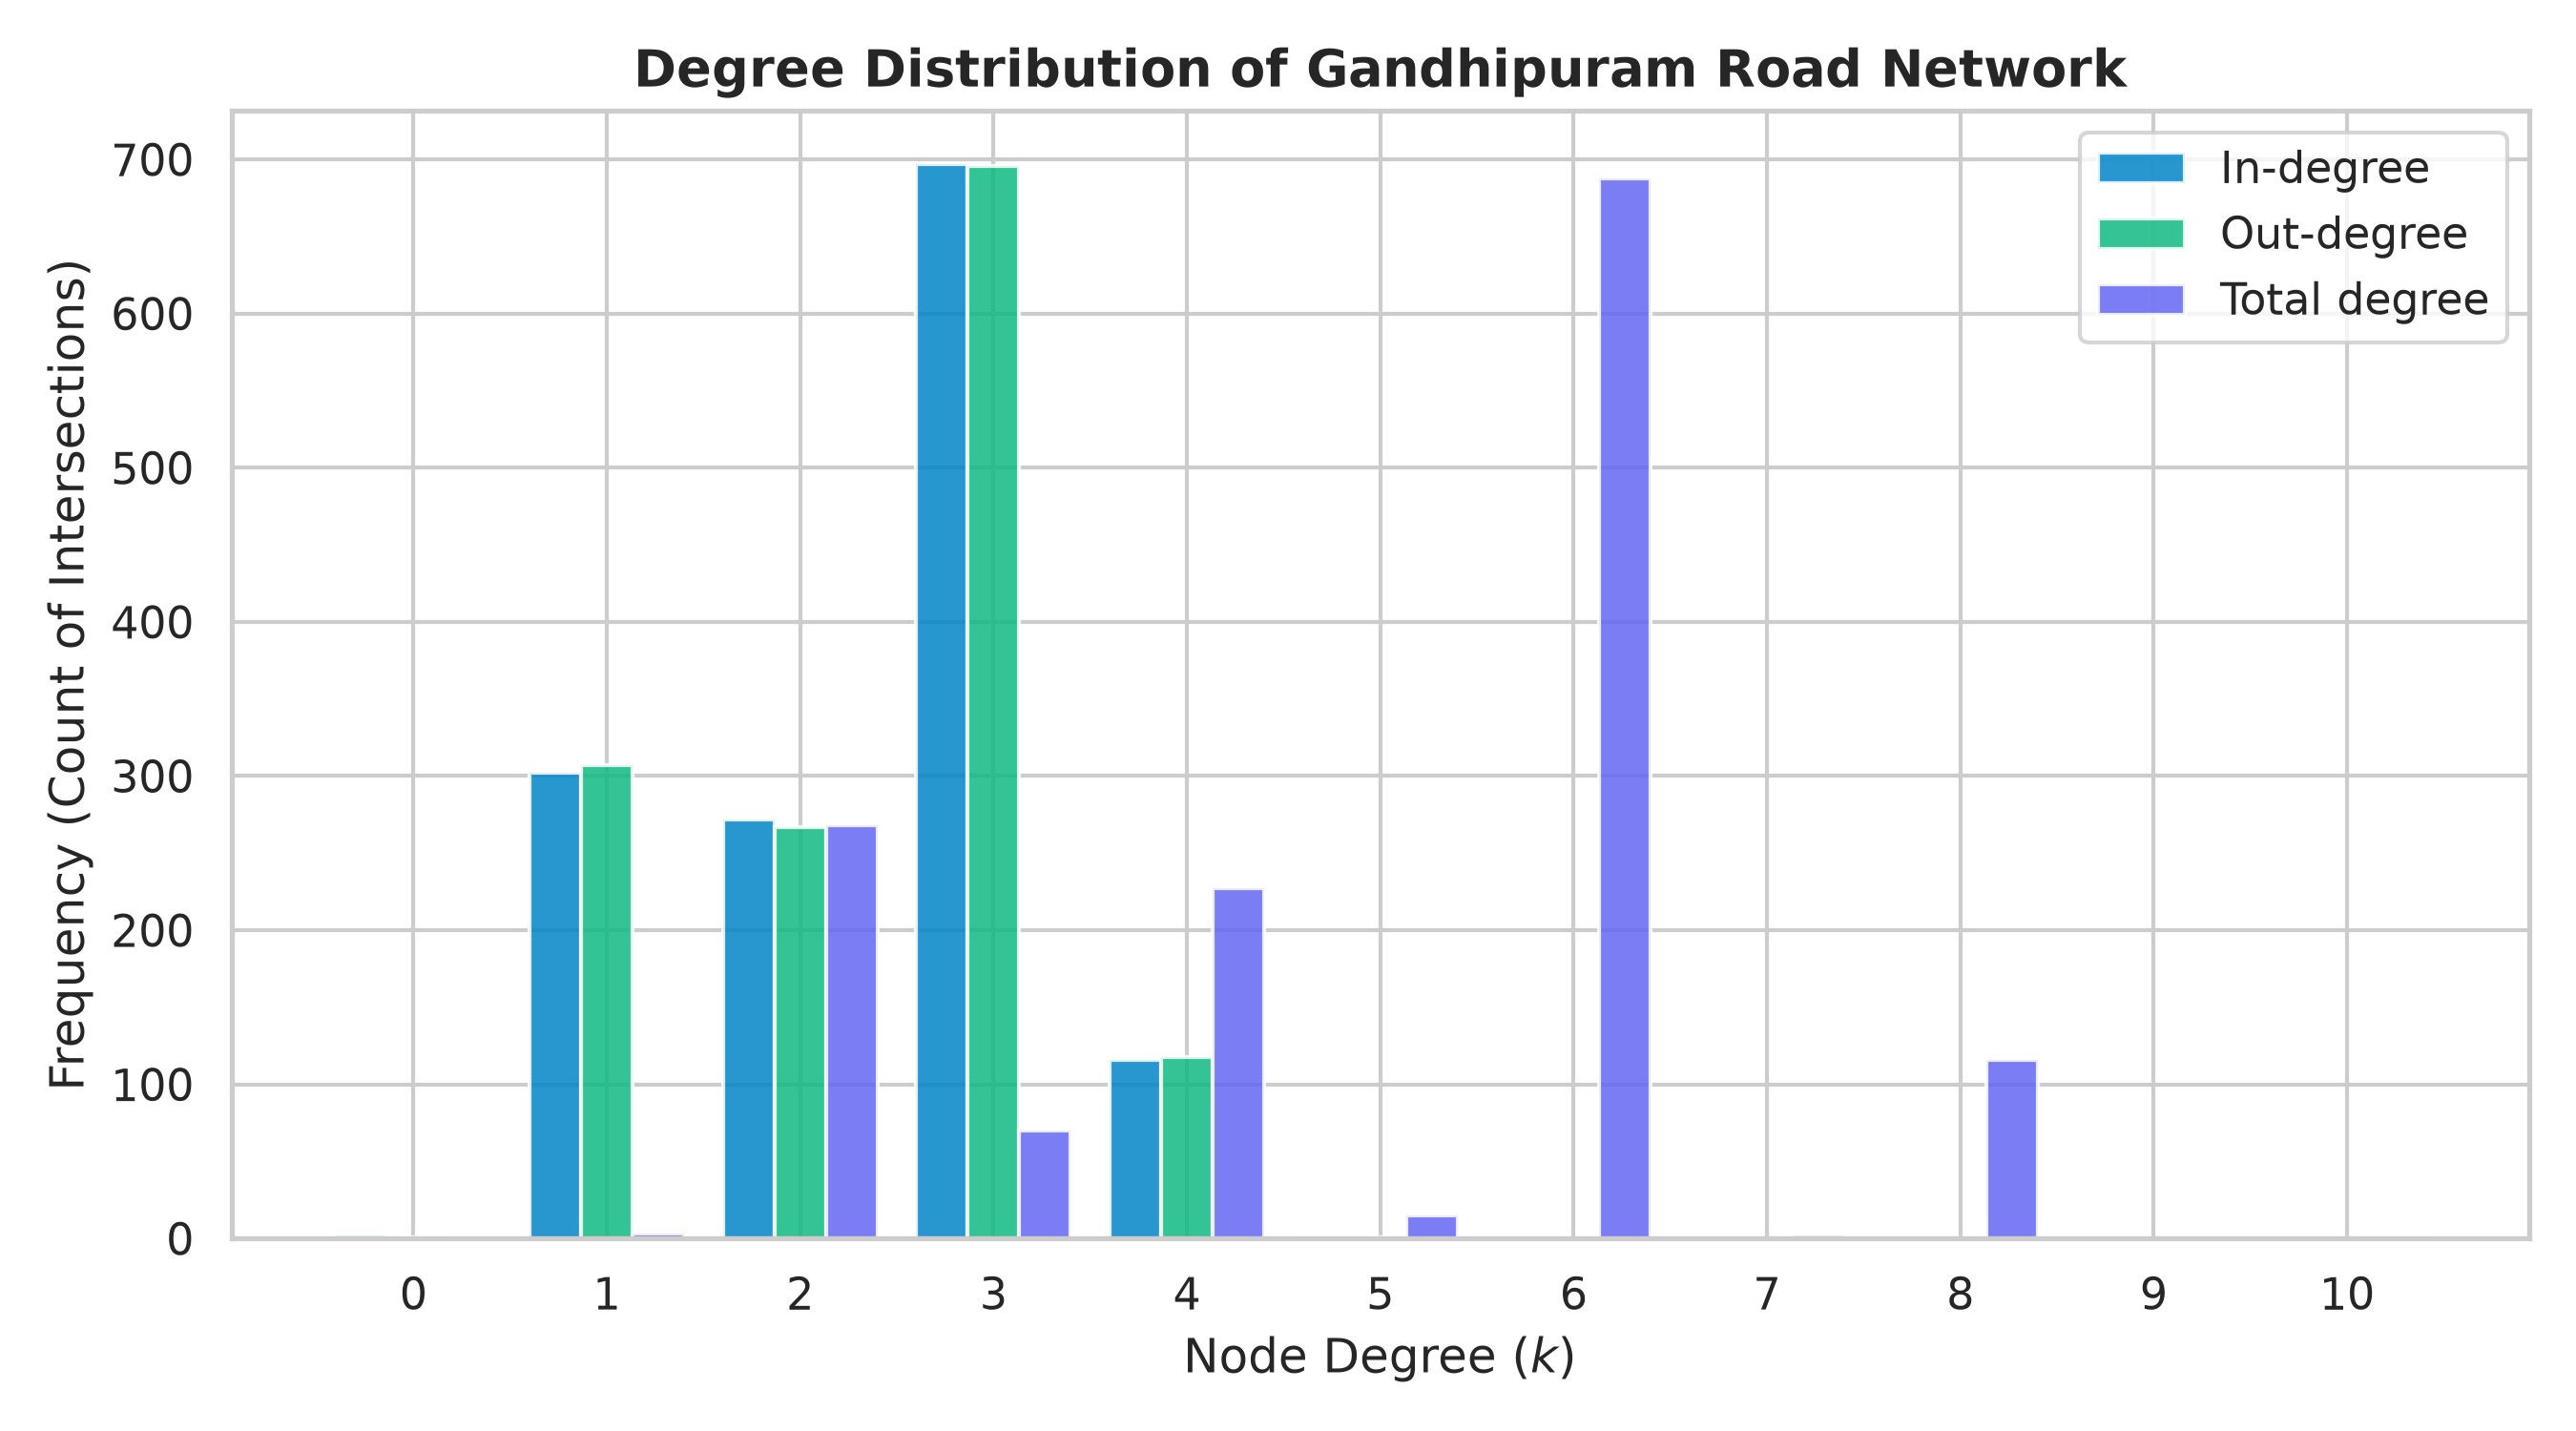 Degree Distribution of Gandhipuram Road Network
In-degree
Out-degree
Total degree
Frequency (Count of Intersections)
700
600
500
400
300
200
100
0
0 1 2 3 4 5 6 7 8 9 10
Node Degree (k)